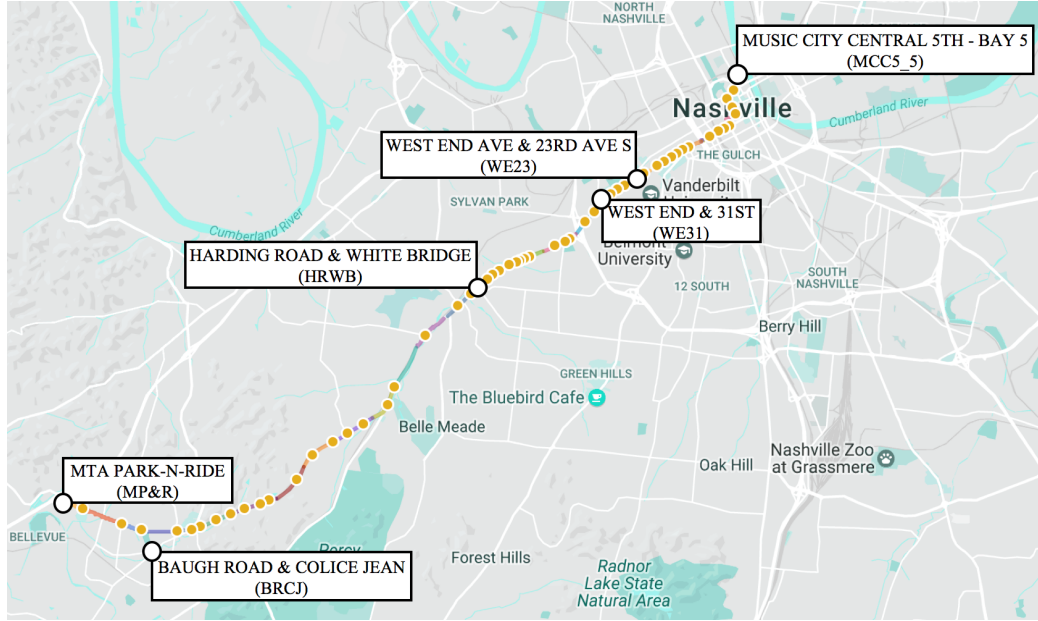 NORTH
NASHVILLE
MUSIC CITY CENTRAL 5TH - BAY 5
(MCC5_5)
Nashville
Cumberland River
WEST END AVE & 23RD AVE S
(WE23)
THE GULCH
Vanderbilt
SYLVAN PARK
WEST END & 31ST
(WE31)
Cumberland River
Belmont
University
HARDING ROAD & WHITE BRIDGE
(HRWB)
12 SOUTH
SOUTH
NASHVILLE
Berry Hill
GREEN HILLS
The Bluebird Cafe
Belle Meade
Nashville Zoo
at Grassmere
Oak Hill
MTA PARK-N-RIDE
(MP&R)
BELLEVUE
BAUGH ROAD & COLICE JEAN
(BRCJ)
Percy
Forest Hills
Radnor
Lake State
Natural Area